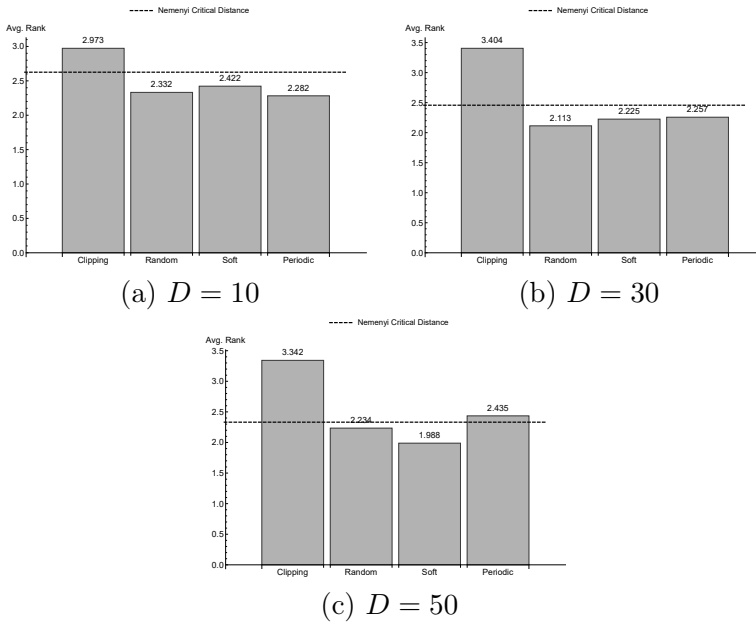 Nemenyi Critical Distance
Avg. Rank
3.0
2.5
2.0
1.5
1.0
0.5
0.0
2.973
2.332
2.422
2.282
Clipping Random Soft Periodic
(a) D = 10
Nemenyi Critical Distance
Avg. Rank
3.5
3.0
2.5
2.0
1.5
1.0
0.5
0.0
3.404
2.113
2.225
2.257
Clipping Random Soft Periodic
(b) D = 30
Nemenyi Critical Distance
Avg. Rank
3.5
3.0
2.5
2.0
1.5
1.0
0.5
0.0
3.342
2.234
1.988
2.435
Clipping Random Soft Periodic
(c) D = 50